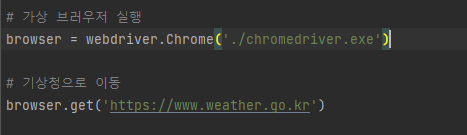 # 가상 브러우저 실행
browser = webdriver.Chrome('./chromedriver.exe')
# 기상청으로 이동
browser.get('https://www.weather.go.kr')